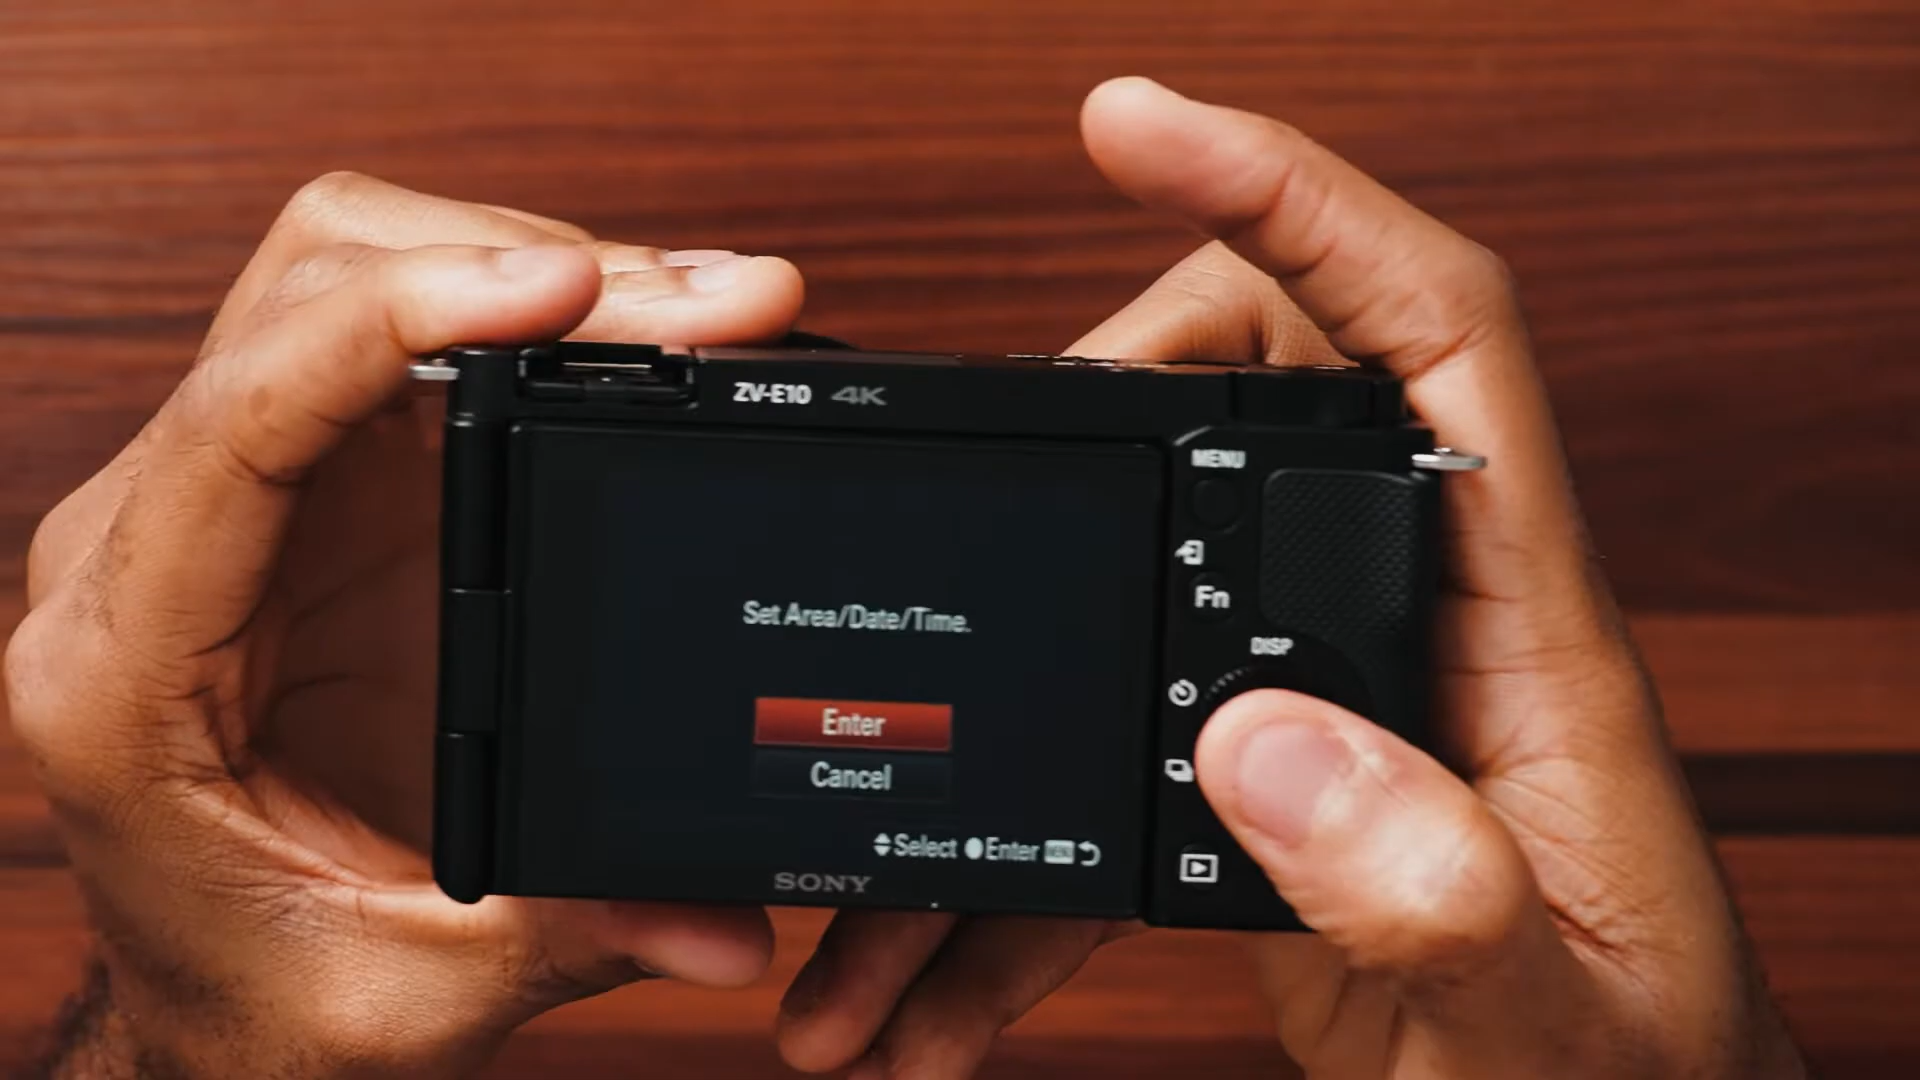 ZV-E10 4K
MENU
Fn
DISP
Set Area/Date/Time.
Enter
Cancel
Select Enter
SONY